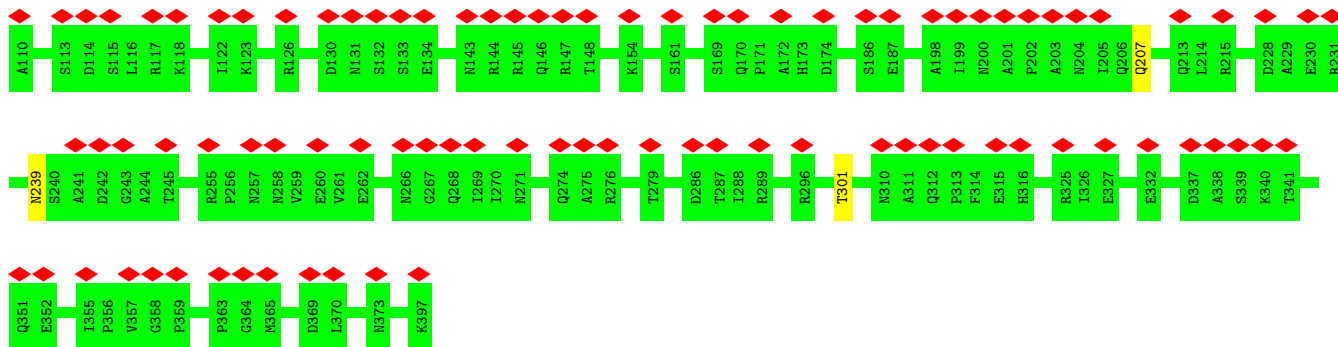 A110 S113 D114 S115 L116 R117 K118 I122 K123 R126 D130 N131 S132 S133 E134 N143 R144 R145 Q146 R147 T148 K154 S161 S169 Q170 P171 A172 H173 D174 S186 E187 A198 I199 N200 A201 P202 A203 N204 I205 Q206 Q207 Q213 L214 R215 D228 A229 E230 R231
N239 S240 A241 D242 G243 A244 T245 R255 P256 N257 N258 V259 E260 V261 E262 N266 G267 Q268 I269 I270 N271 Q274 A275 R276 T279 D286 T287 I288 R289 R296 T301 N310 A311 Q312 P313 F314 E315 H316 R325 I326 E327 E332 D337 A338 S339 K340 T341
Q351 E352 I355 P356 V357 G358 P359 P363 G364 M365 D369 L370 N373 K397